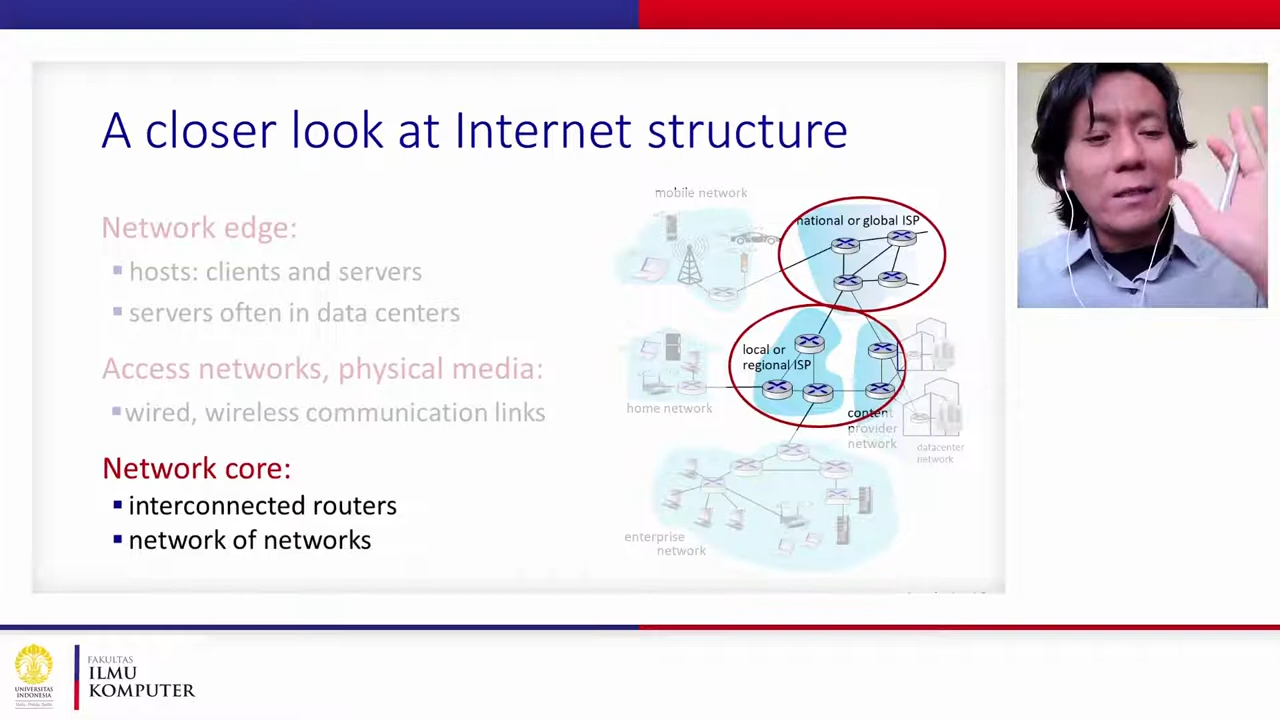 A closer look at Internet structure
Network edge:
hosts: clients and servers
servers often in data centers
Access networks, physical media:
wired, wireless communication links
Network core:
interconnected routers
network of networks
mobile network
national or global ISP
local or
regional ISP
home network
content
provider
network
datacenter
network
enterprise
network
UNIVERSITAS
INDONESIA
FAKULTAS
ILMU
KOMPUTER